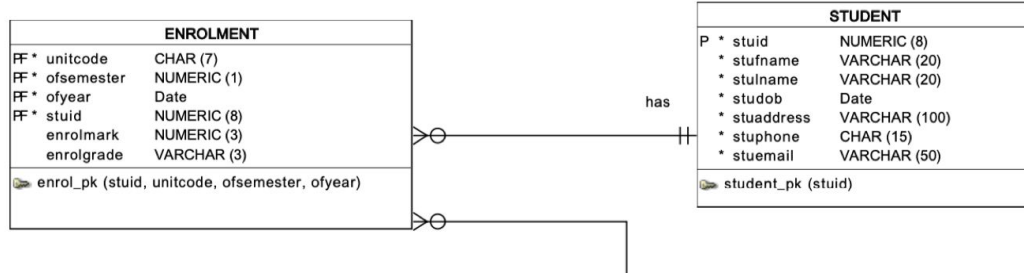 ENROLMENT
PF * unitcode CHAR (7)
PF * ofsemester NUMERIC (1)
PF * ofyear Date
PF * stuid NUMERIC (8)
enrolmark NUMERIC (3)
enrolgrade VARCHAR (3)
enrol_pk (stuid, unitcode, ofsemester, ofyear)
has
STUDENT
P * stuid NUMERIC (8)
* stufname VARCHAR (20)
* stulname VARCHAR (20)
* studob Date
* stuaddress VARCHAR (100)
* stuphone CHAR (15)
* stuemail VARCHAR (50)
student_pk (stuid)